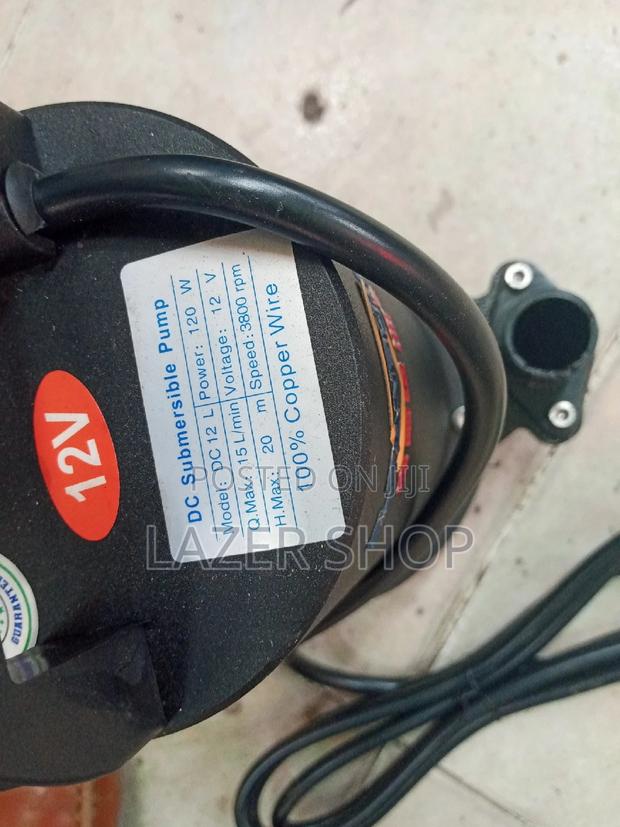 DC Submersible Pump
Model: DC 12 L Power: 120 W
Q.Max: 15 L/min Voltage: 12 V
H.Max: 20 m Speed: 3800 rpm
100% Copper Wire
12V
GUARANTEE
POSTED ON JIJI
LAZER SHOP